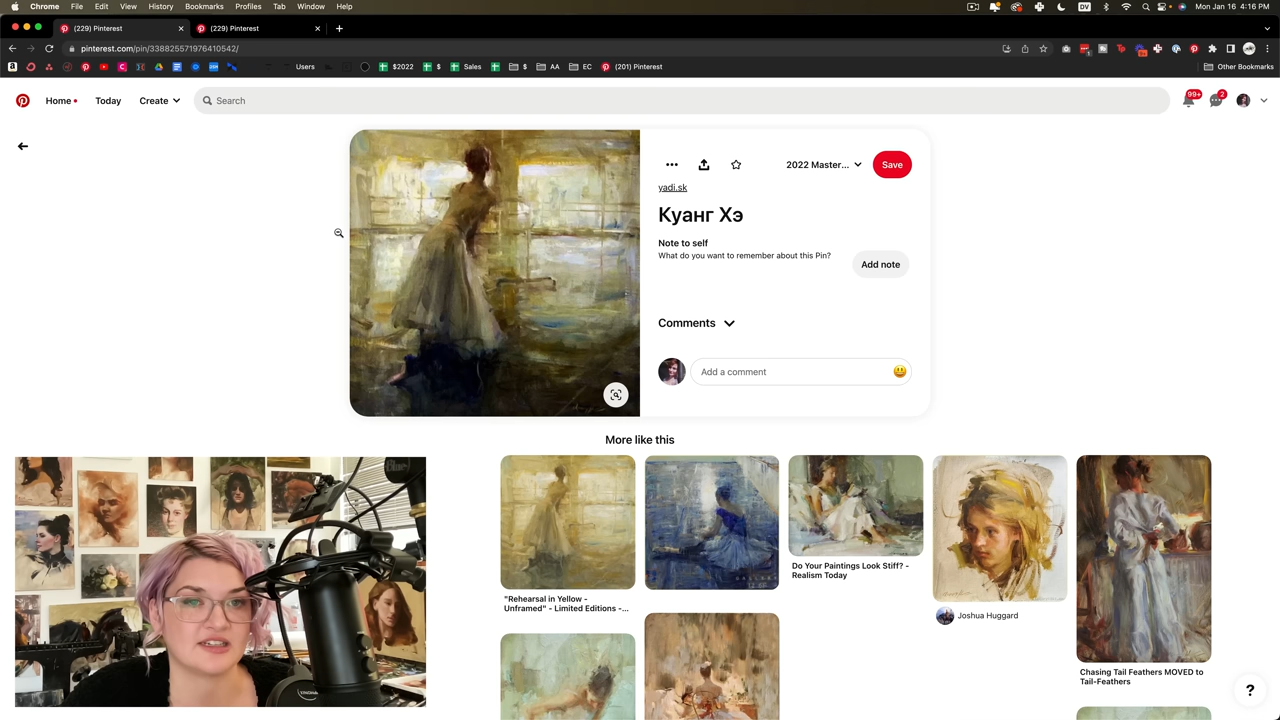 Chrome File Edit View History Bookmarks Profiles Tab Window Help
DV
Mon Jan 16 4:16 PM
(229) Pinterest
(229) Pinterest
pinterest.com/pin/338825571976410542/
Users
$2022
$
Sales
$
AA
EC
(201) Pinterest
Other Bookmarks
Home
Today
Create
Search
99+
2
2022 Master...
Save
yadi.sk
Куанг Хэ
Note to self
What do you want to remember about this Pin?
Add note
Comments
Add a comment
More like this
"Rehearsal in Yellow -
Unframed" - Limited Editions -...
Do Your Paintings Look Stiff? -
Realism Today
Joshua Huggard
Chasing Tail Feathers MOVED to
Tail-Feathers
Blue
?